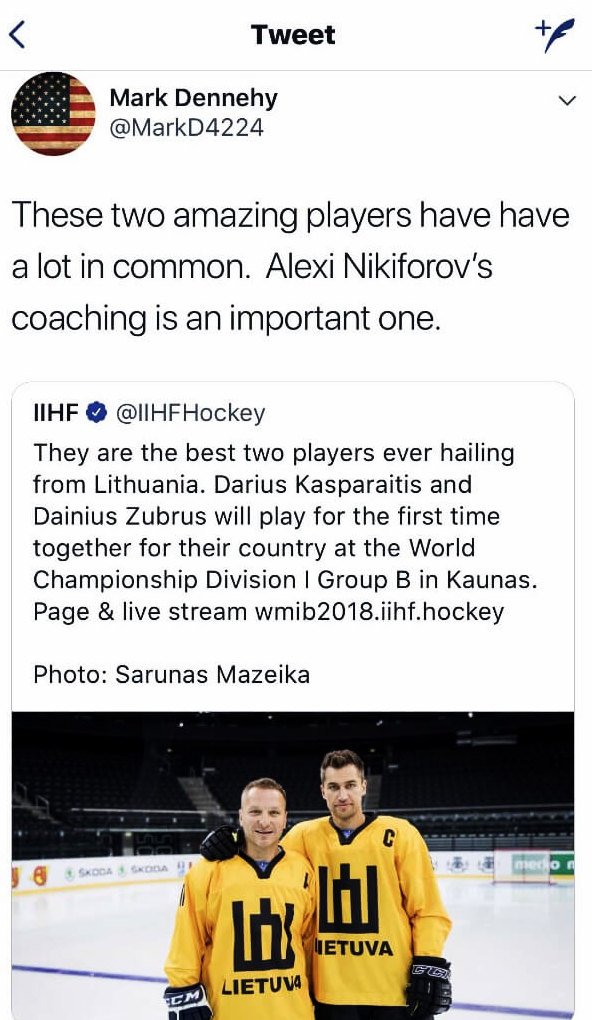 Tweet
Mark Dennehy
@MarkD4224
These two amazing players have have
a lot in common.  Alexi Nikiforov's
coaching is an important one.
IIHF @IIHFHockey
They are the best two players ever hailing
from Lithuania. Darius Kasparaitis and
Dainius Zubrus will play for the first time
together for their country at the World
Championship Division I Group B in Kaunas.
Page & live stream wmib2018.iihf.hockey
Photo: Sarunas Mazeika
ŠKODA ŠKODA
C
LIETUVA
IETUVA
CCM
CCM